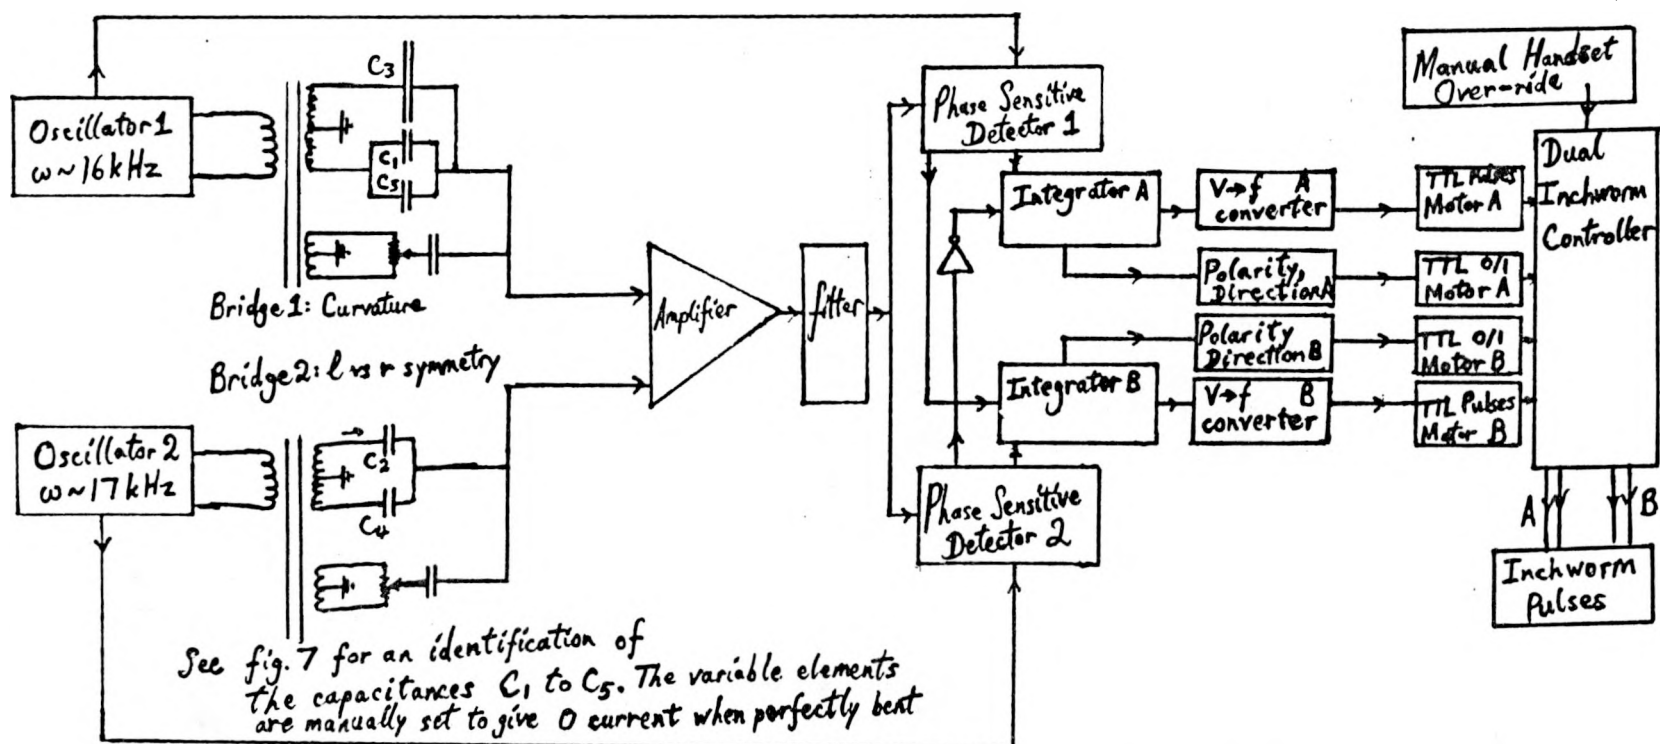 Oscillator 1
ω ~ 16 kHz
C3
C1
C5
Bridge 1: Curvature
Bridge 2: l vs r symmetry
Oscillator 2
ω ~ 17 kHz
C2
C4
Amplifier
filter
Phase Sensitive
Detector 1
Integrator A
V→f A
converter
TTL Pulses
Motor A
Polarity,
Direction A
TTL 0/1
Motor A
Polarity
Direction B
TTL 0/1
Motor B
Integrator B
V→f B
converter
TTL Pulses
Motor B
Phase Sensitive
Detector 2
Manual Handset
Over-ride
Dual
Inchworm
Controller
A
B
Inchworm
Pulses
See fig. 7 for an identification of
the capacitances C1 to C5. The variable elements
are manually set to give 0 current when perfectly bent